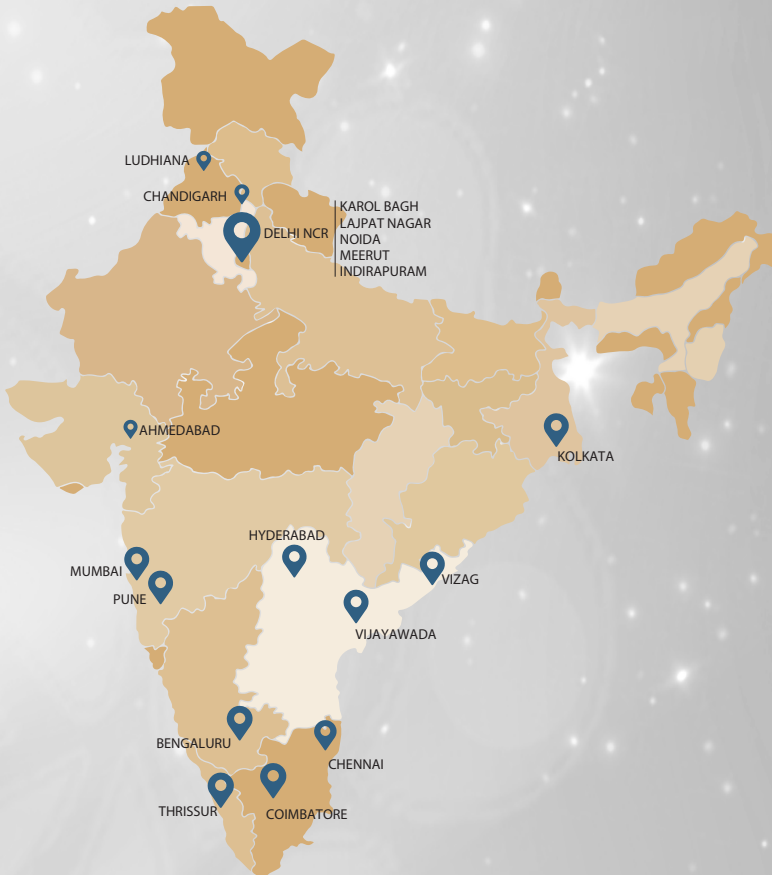 LUDHIANA
CHANDIGARH
DELHI NCR
KAROL BAGH
LAJPAT NAGAR
NOIDA
MEERUT
INDIRAPURAM
AHMEDABAD
KOLKATA
HYDERABAD
MUMBAI
VIZAG
PUNE
VIJAYAWADA
BENGALURU
CHENNAI
THRISSUR
COIMBATORE